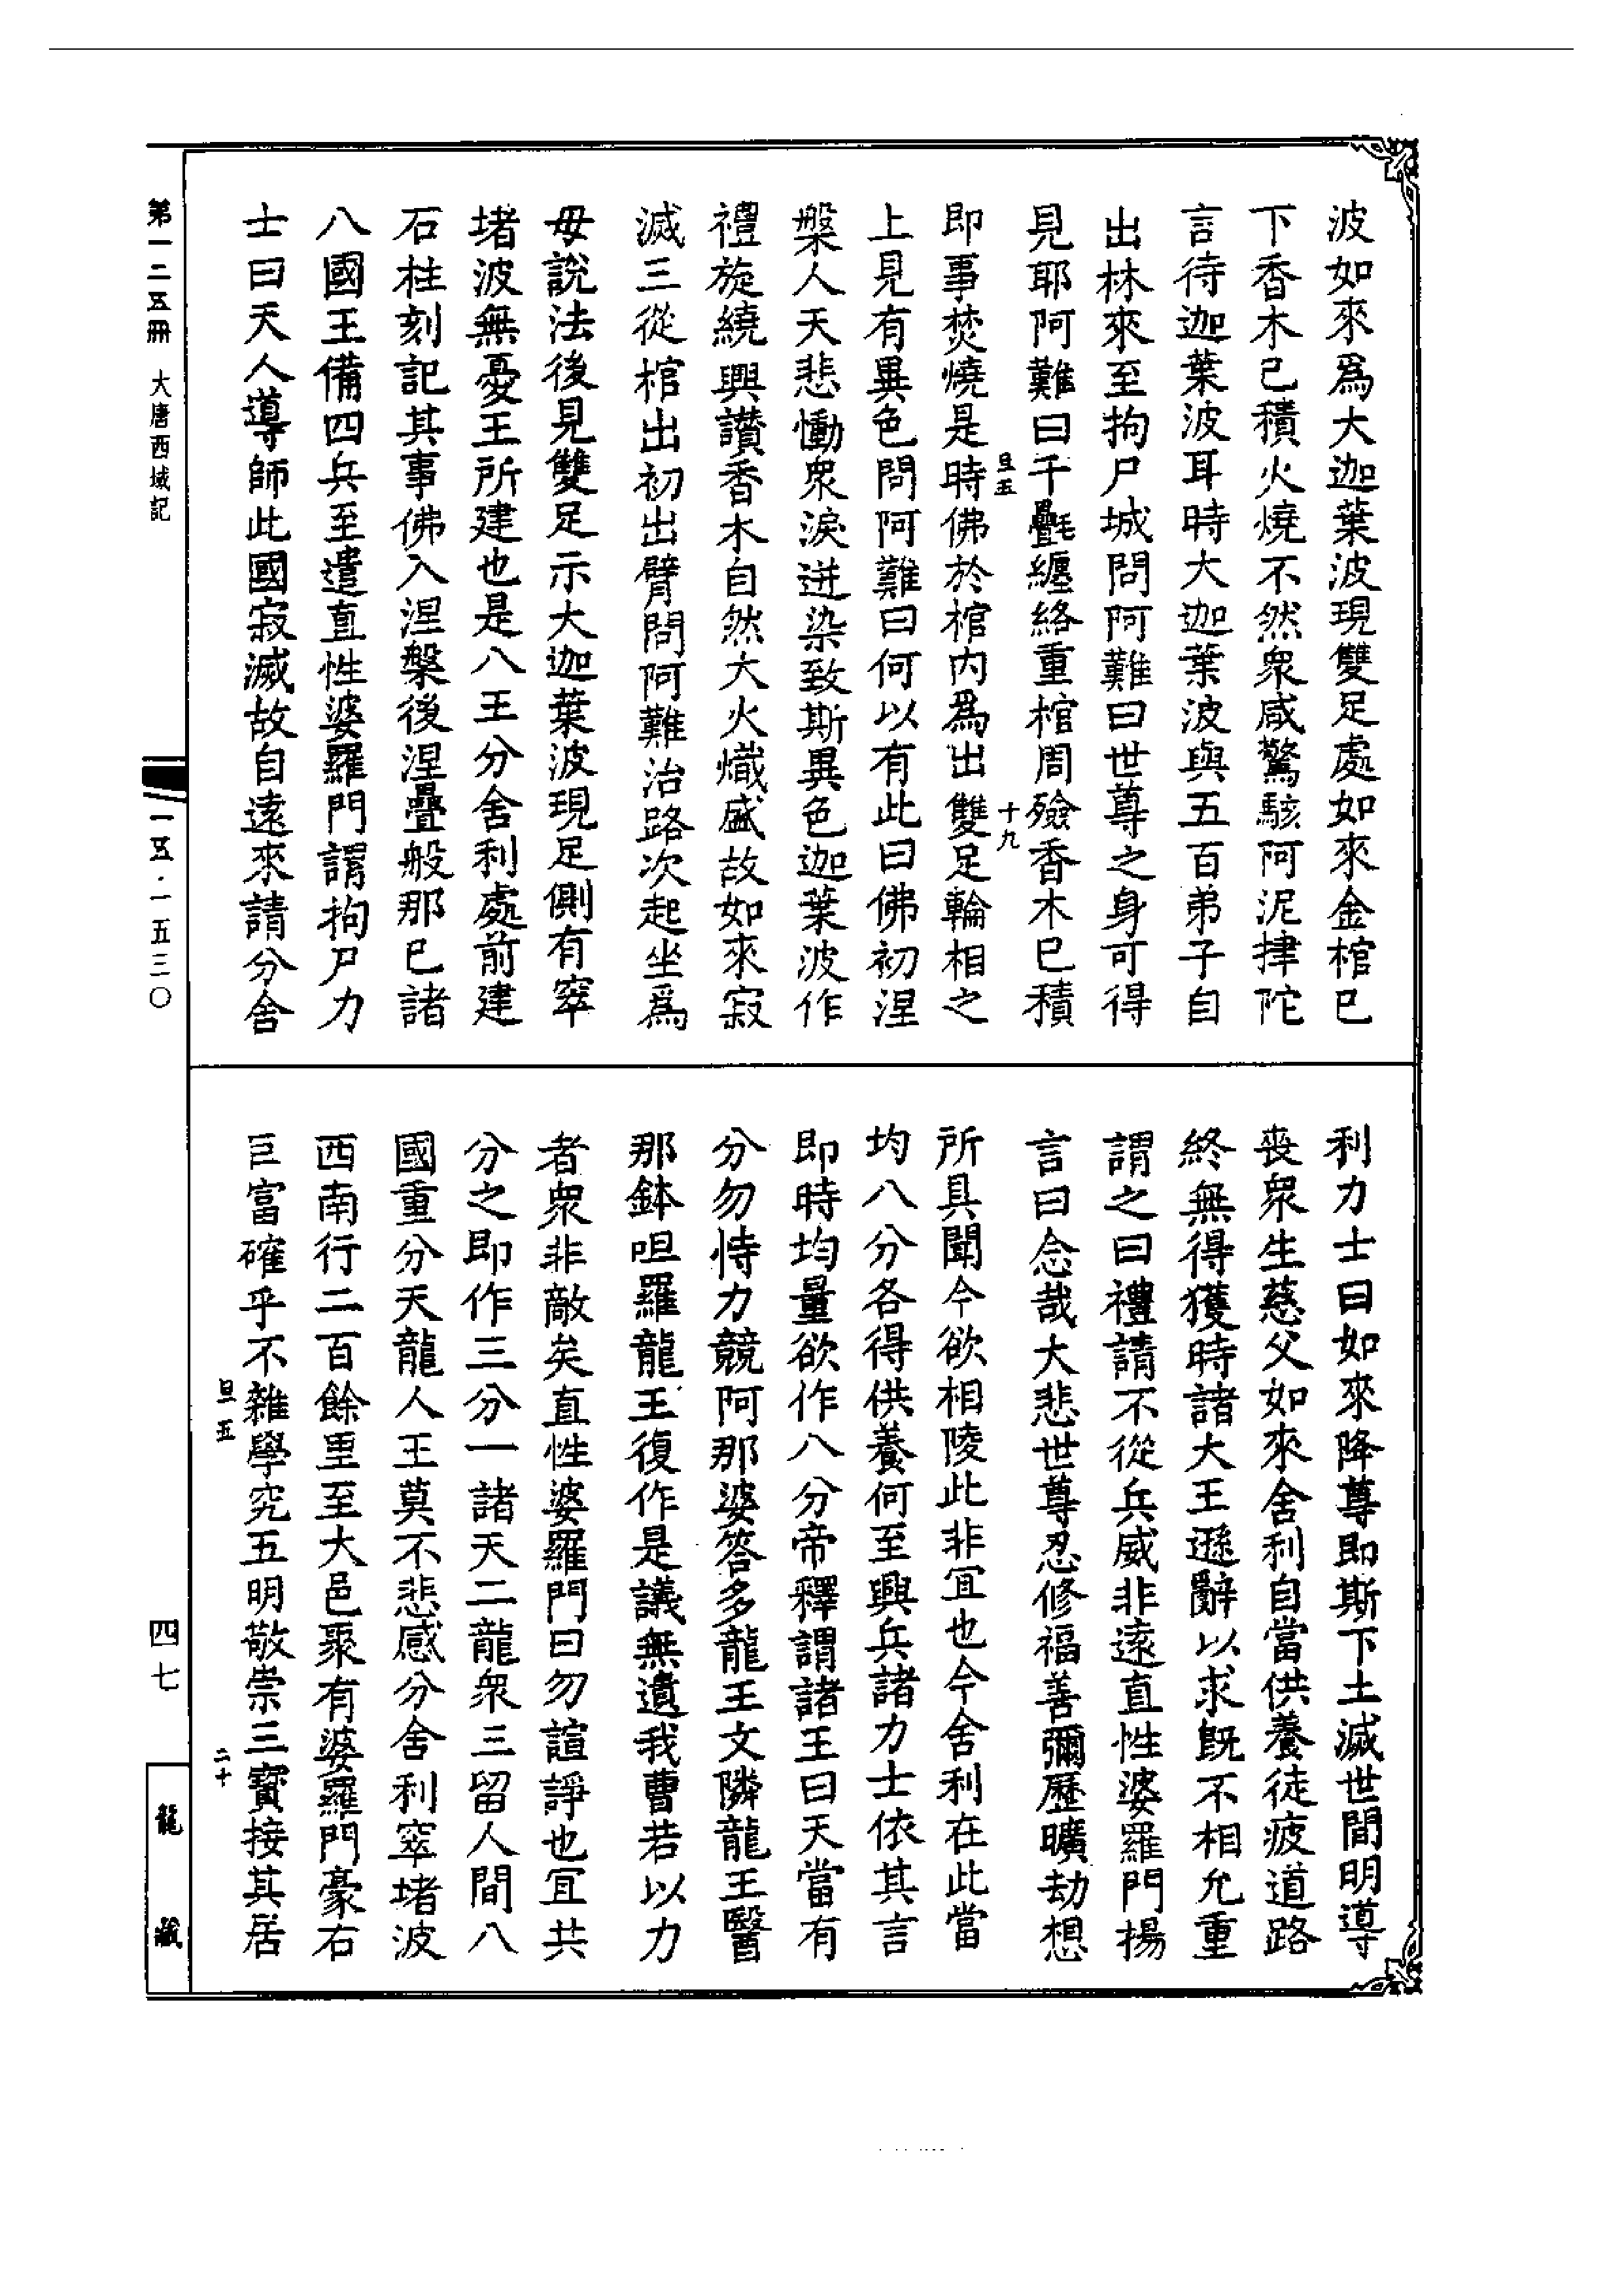 波如來爲大迦葉波現雙足處如來金棺已
下香木已積火燒不然衆咸驚駭阿泥㨖陀
言待迦葉波耳時大迦葉波與五百弟子自
出林來至拘尸城問阿難曰世尊之身可得
見耶阿難曰千㲲纏絡重棺周殮香木已積
旦五
十九
即事焚燒是時佛於棺內爲出雙足輪相之
上見有異色問阿難曰何以有此曰佛初涅
槃人天悲慟衆淚迸染致斯異色迦葉波作
禮旋繞興讚香木自然大火熾盛故如來寂
滅三從棺出初出臂問阿難治路次起坐爲
母說法後見雙足示大迦葉波現足側有窣
堵波無憂王所建也是八王分舍利處前建
石柱刻記其事佛入涅槃後涅疊般那已諸
八國王備四兵至遣直性婆羅門謂拘尸力
士曰天人導師此國寂滅故自遠來請分舍
利力士曰如來降尊即斯下土滅世間明導
喪衆生慈父如來舍利自當供養徒疲道路
終無得獲時諸大王遜辭以求既不相允重
謂之曰禮請不從兵威非遠直性婆羅門揚
言曰念哉大悲世尊忍修福善彌歷曠劫想
所具聞今欲相陵此非宜也今舍利在此當
均八分各得供養何至興兵諸力士依其言
即時均量欲作八分帝釋謂諸王曰天當有
分勿恃力競阿那婆答多龍王文隣龍王醫
那鉢呾羅龍王復作是議無遺我曹若以力
者衆非敵矣直性婆羅門曰勿諠諍也宜共
分之即作三分一諸天二龍衆三留人間八
國重分天龍人王莫不悲感分舍利窣堵波
西南行二百餘里至大邑聚有婆羅門豪右
巨富確乎不雜學究五明敬崇三寶接其居
旦五
二十
第一二五冊 大唐西域記
一五·一五三〇
四七
龍藏